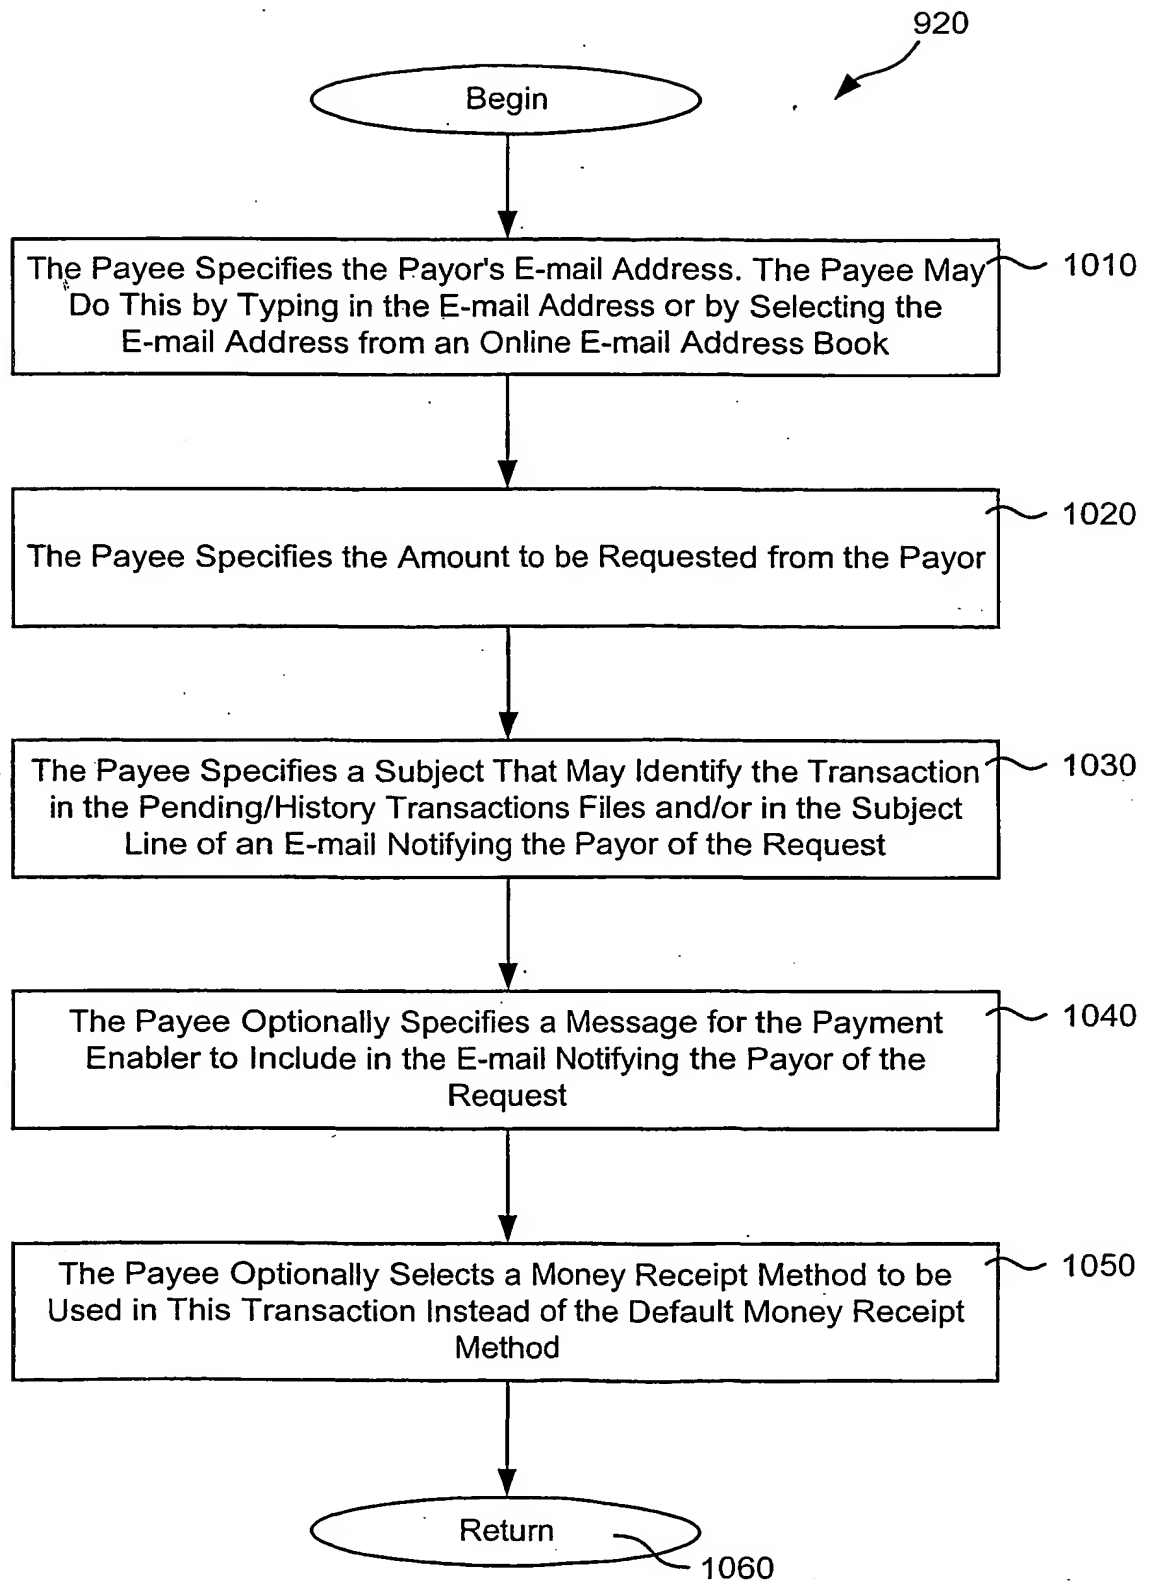 920
Begin
The Payee Specifies the Payor's E-mail Address. The Payee May
Do This by Typing in the E-mail Address or by Selecting the
E-mail Address from an Online E-mail Address Book
1010
The Payee Specifies the Amount to be Requested from the Payor
1020
The Payee Specifies a Subject That May Identify the Transaction
in the Pending/History Transactions Files and/or in the Subject
Line of an E-mail Notifying the Payor of the Request
1030
The Payee Optionally Specifies a Message for the Payment
Enabler to Include in the E-mail Notifying the Payor of the
Request
1040
The Payee Optionally Selects a Money Receipt Method to be
Used in This Transaction Instead of the Default Money Receipt
Method
1050
Return
1060